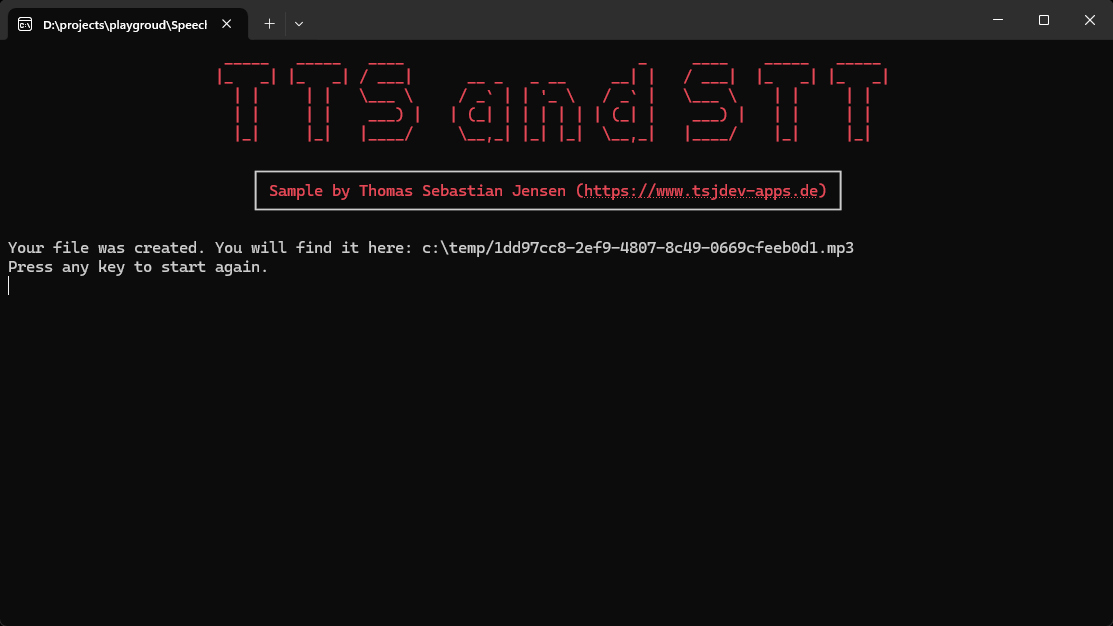 D:\projects\playgroud\Speech
TTS and STT
Sample by Thomas Sebastian Jensen (https://www.tsjdev-apps.de)
Your file was created. You will find it here: c:\temp/1dd97cc8-2ef9-4807-8c49-0669cfeeb0d1.mp3
Press any key to start again.